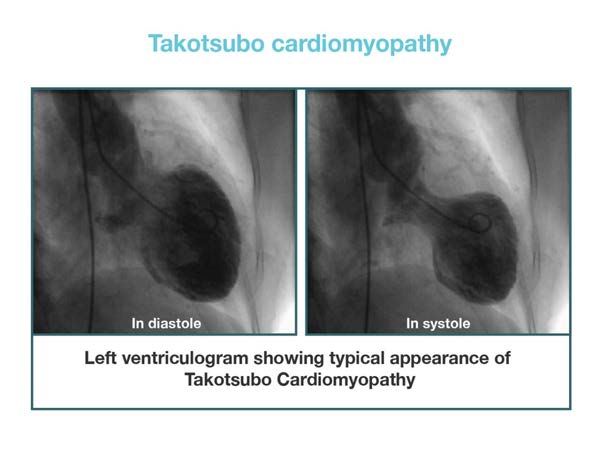 Takotsubo cardiomyopathy
In diastole
In systole
Left ventriculogram showing typical appearance of
Takotsubo Cardiomyopathy